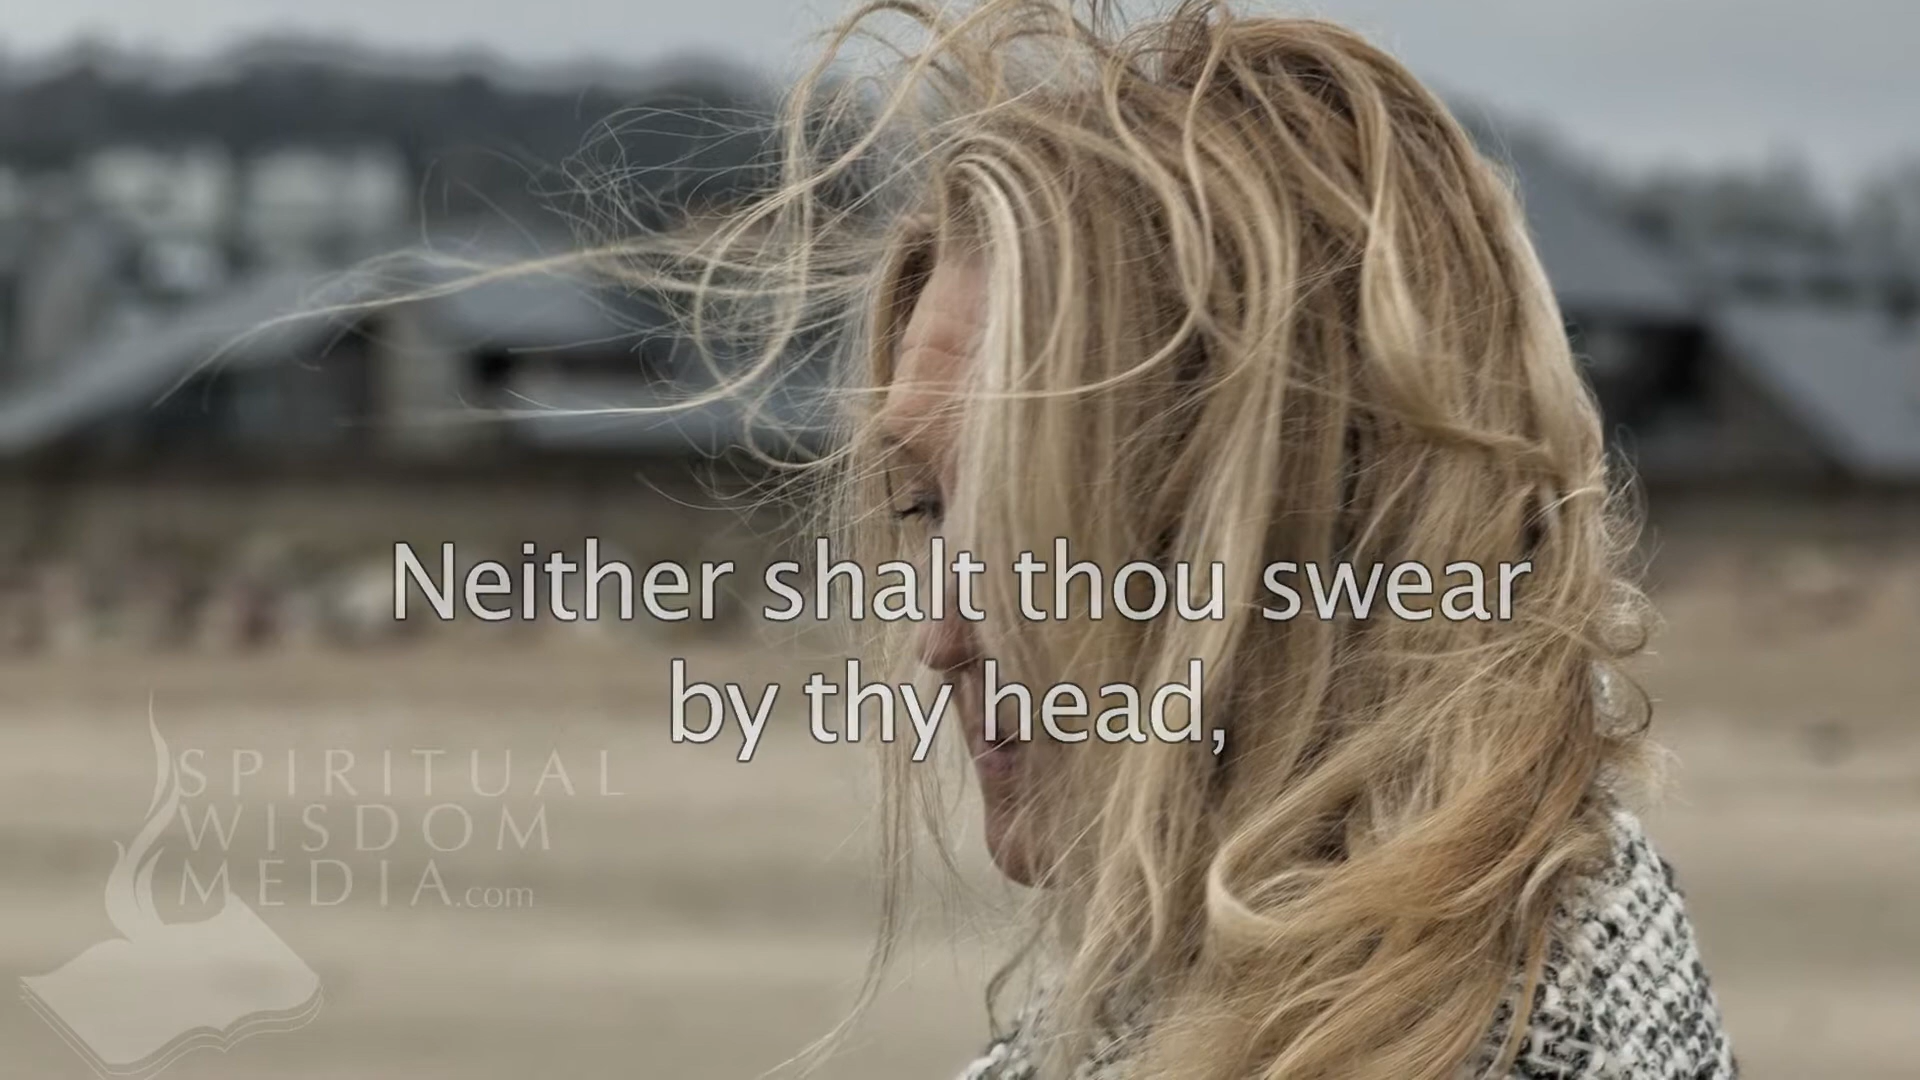 Neither shalt thou swear
by thy head,
SPIRITUAL
WISDOM
MEDIA.com